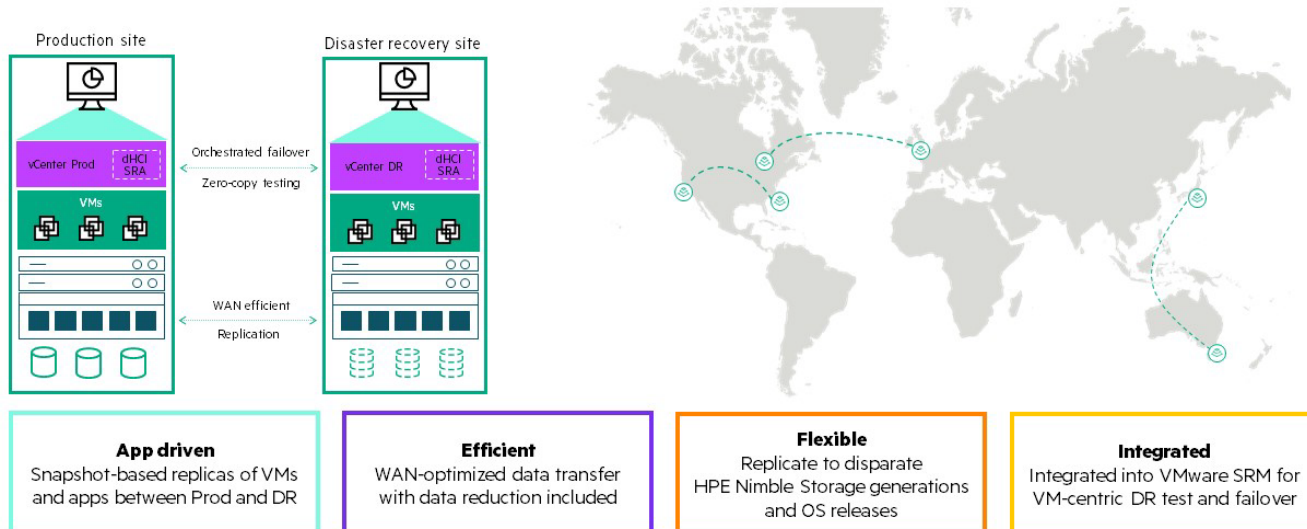 Production site
Disaster recovery site
vCenter Prod
dHCI
SRA
Orchestrated failover
Zero-copy testing
vCenter DR
dHCI
SRA
VMs
VMs
WAN efficient
Replication
App driven
Snapshot-based replicas of VMs
and apps between Prod and DR
Efficient
WAN-optimized data transfer
with data reduction included
Flexible
Replicate to disparate
HPE Nimble Storage generations
and OS releases
Integrated
Integrated into VMware SRM for
VM-centric DR test and failover